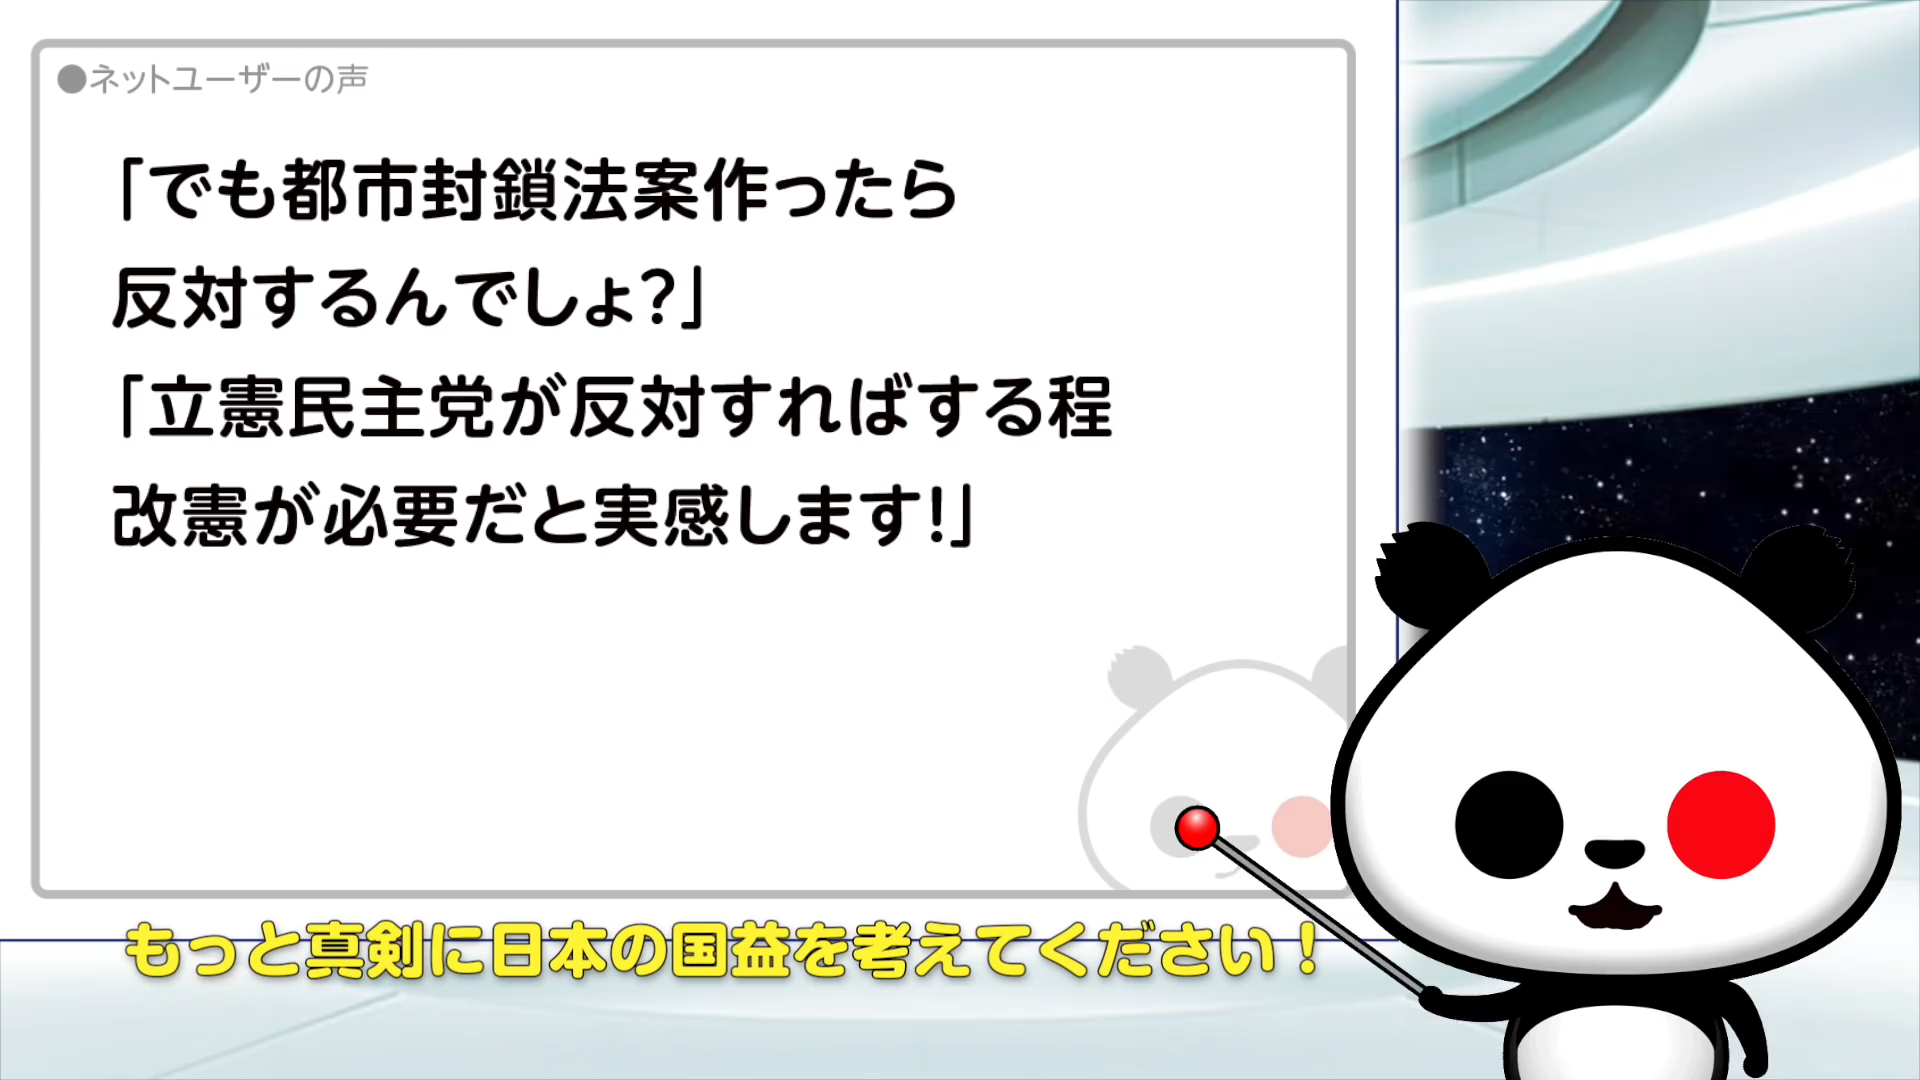 ●ネットユーザーの声
「でも都市封鎖法案作ったら
反対するんでしょ？」
「立憲民主党が反対すればする程
改憲が必要だと実感します！」
もっと真剣に日本の国益を考えてください！